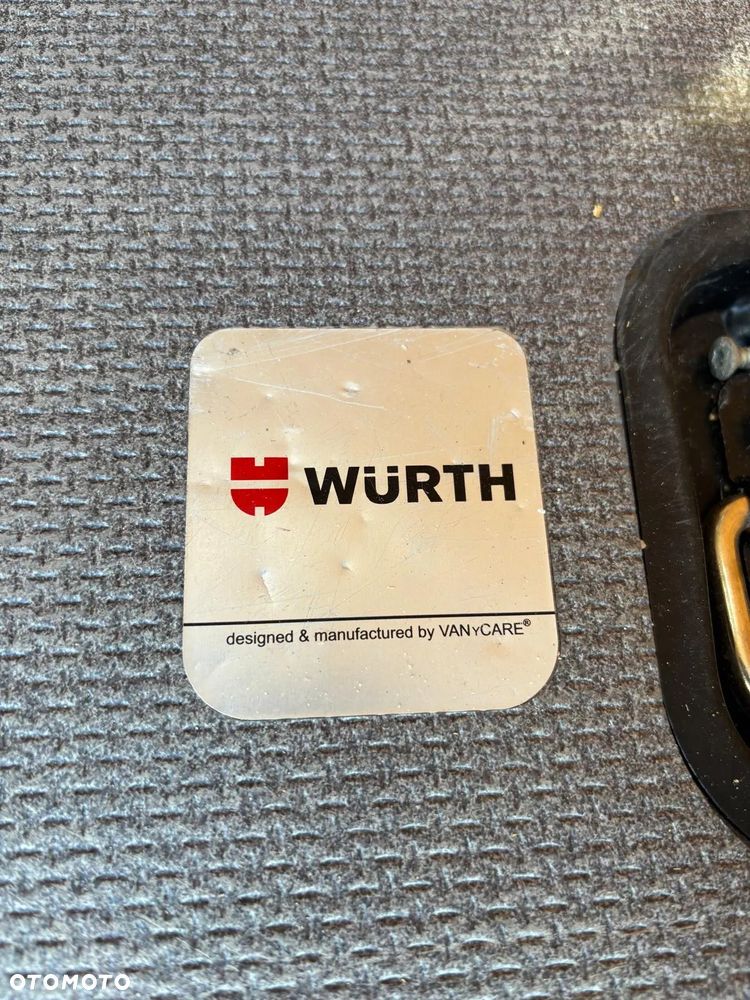 WÜRTH
designed & manufactured by VANYCARE®
OTOMOTO